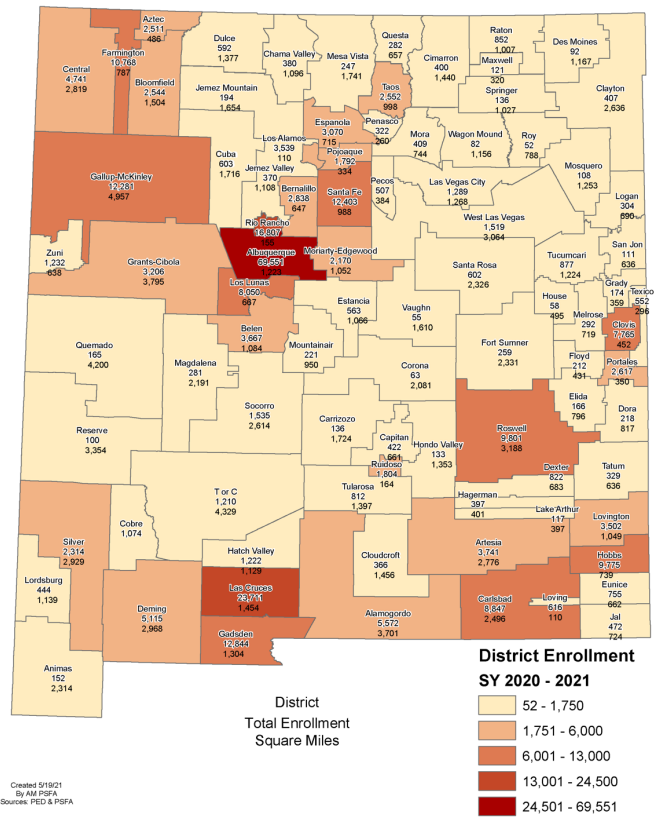 Aztec
2,511
486
Farmington
10,768
787
Central
4,741
2,819
Bloomfield
2,544
1,504
Dulce
592
1,377
Chama Valley
380
1,096
Mesa Vista
247
1,741
Questa
282
657
Cimarron
400
1,440
Raton
852
1,007
Maxwell
121
320
Des Moines
92
1,167
Springer
136
1,027
Clayton
407
2,636
Jemez Mountain
194
1,654
Taos
2,552
998
Espanola
3,070
715
Penasco
322
260
Mora
409
744
Wagon Mound
82
1,156
Roy
52
788
Los Alamos
3,539
110
Pojoaque
1,792
334
Cuba
603
1,716
Jemez Valley
370
1,108
Mosquero
108
1,253
Gallup-McKinley
12,281
4,957
Bernalillo
2,838
647
Santa Fe
12,403
988
Pecos
507
384
Las Vegas City
1,289
1,268
Logan
304
690
West Las Vegas
1,519
3,064
Rio Rancho
16,807
Zuni
1,232
638
Grants-Cibola
3,206
3,795
Albuquerque
69,551
1,223
Moriarty-Edgewood
2,170
1,052
Santa Rosa
602
2,326
Tucumcari
877
1,224
San Jon
111
536
Los Lunas
8,050
667
Grady
174
359
Texico
552
296
Estancia
563
1,066
Vaughn
55
1,610
House
58
495
Melrose
292
719
Clovis
7,765
452
Belen
3,667
1,084
Quemado
165
4,200
Magdalena
281
2,191
Mountainair
221
950
Fort Sumner
259
2,331
Floyd
212
431
Portales
2,617
350
Corona
63
2,081
Elida
166
796
Dora
218
817
Socorro
1,535
2,614
Reserve
100
3,354
Carrizozo
136
1,724
Capitan
422
661
Hondo Valley
133
1,353
Roswell
9,801
3,188
Ruidoso
1,804
164
Dexter
822
683
Tatum
329
636
T or C
1,210
4,329
Tularosa
812
1,397
Hagerman
397
401
Lake Arthur
117
397
Lovington
3,502
1,049
Cobre
1,074
Silver
2,314
2,929
Hatch Valley
1,222
1,129
Cloudcroft
366
1,456
Artesia
3,741
2,776
Hobbs
9,775
739
Lordsburg
444
1,139
Las Cruces
23,711
1,454
Deming
5,115
2,968
Alamogordo
5,572
3,701
Carlsbad
8,847
2,496
Loving
616
110
Eunice
755
662
Jal
472
724
Gadsden
12,844
1,304
Animas
152
2,314
District
Total Enrollment
Square Miles
District Enrollment
SY 2020 - 2021
52 - 1,750
1,751 - 6,000
6,001 - 13,000
13,001 - 24,500
24,501 - 69,551
Created 5/19/21
By AM PSFA
Sources: PED & PSFA